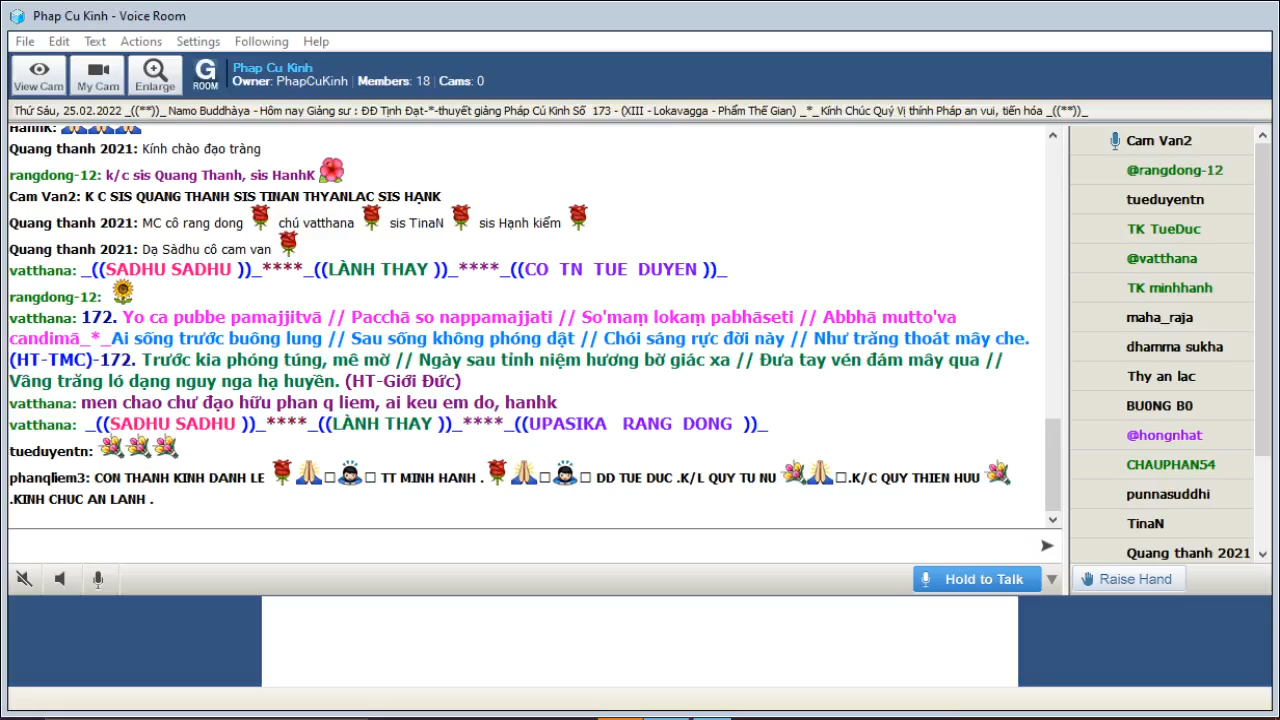 Phap Cu Kinh - Voice Room
File Edit Text Actions Settings Following Help
View Cam My Cam Enlarge G ROOM
Phap Cu Kinh
Owner: PhapCuKinh | Members: 18 | Cams: 0
Thứ Sáu, 25.02.2022 _((**))_ Namo Buddhàya - Hôm nay Giảng sư : ĐĐ Tịnh Đạt-*-thuyết giảng Pháp Cú Kinh Số 173 - (XIII - Lokavagga - Phẩm Thế Gian) _*_ Kính Chúc Quý Vị thính Pháp an vui, tiến hóa _((**))_
HanhK:
Quang thanh 2021: Kính chào đạo tràng
rangdong-12: k/c sis Quang Thanh, sis HanhK
Cam Van2: K C SIS QUANG THANH SIS TINAN THYANLAC SIS HẠNK
Quang thanh 2021: MC cô rang dong chú vatthana sis TinaN sis Hạnh kiểm
Quang thanh 2021: Dạ Sàdhu cô cam van
vatthana: _((SADHU SADHU ))_****_((LÀNH THAY ))_****_((CO TN TUE DUYEN ))_
rangdong-12:
vatthana: 172. Yo ca pubbe pamajjitvā // Pacchā so nappamajjati // So'maṃ lokaṃ pabhāseti // Abbhā mutto'va
candimā_*_Ai sống trước buông lung // Sau sống không phóng dật // Chói sáng rực đời này // Như trăng thoát mây che.
(HT-TMC)-172. Trước kia phóng túng, mê mờ // Ngày sau tỉnh niệm hương bờ giác xa // Đưa tay vén đám mây qua //
Vầng trăng ló dạng nguy nga hạ huyền. (HT-Giới Đức)
vatthana: men chao chư đạo hữu phan q liem, ai keu em do, hanhk
vatthana: _((SADHU SADHU ))_****_((LÀNH THAY ))_****_((UPASIKA RANG DONG ))_
tueduyentn:
phanqliem3: CON THANH KINH DANH LE TT MINH HANH . DD TUE DUC .K/L QUY TU NU .K/C QUY THIEN HUU
.KINH CHUC AN LANH .
Hold to Talk
Cam Van2
@rangdong-12
tueduyentn
TK TueDuc
@vatthana
TK minhhanh
maha_raja
dhamma sukha
Thy an lac
BU0NG B0
@hongnhat
CHAUPHAN54
punnasuddhi
TinaN
Quang thanh 2021
Raise Hand